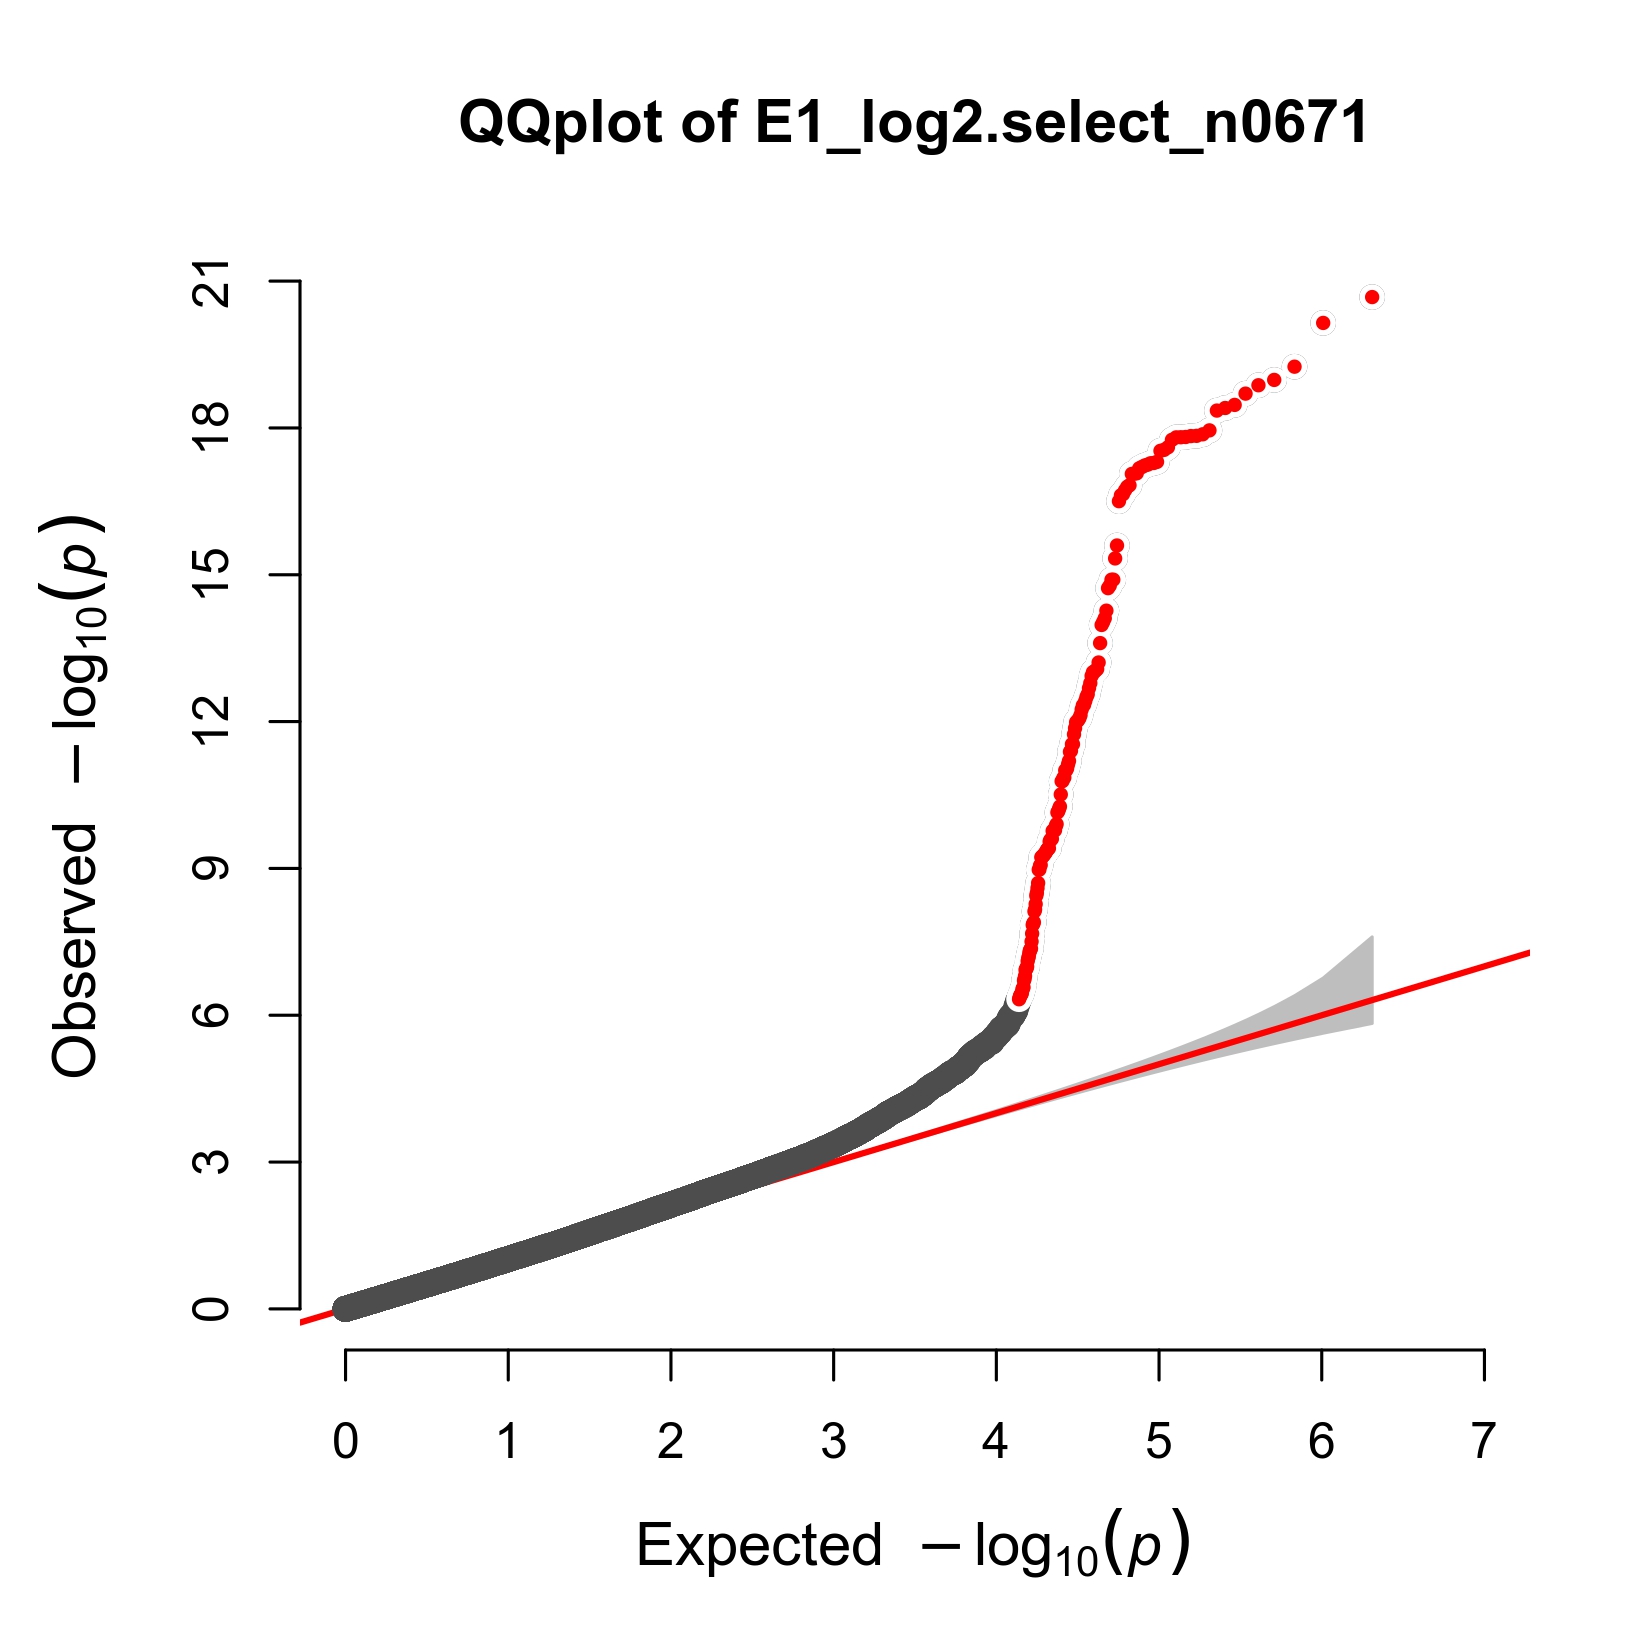 QQplot of E1_log2.select_n0671
21
18
15
12
9
6
3
0
Observed −log10(p)
0 1 2 3 4 5 6 7
Expected −log10(p)